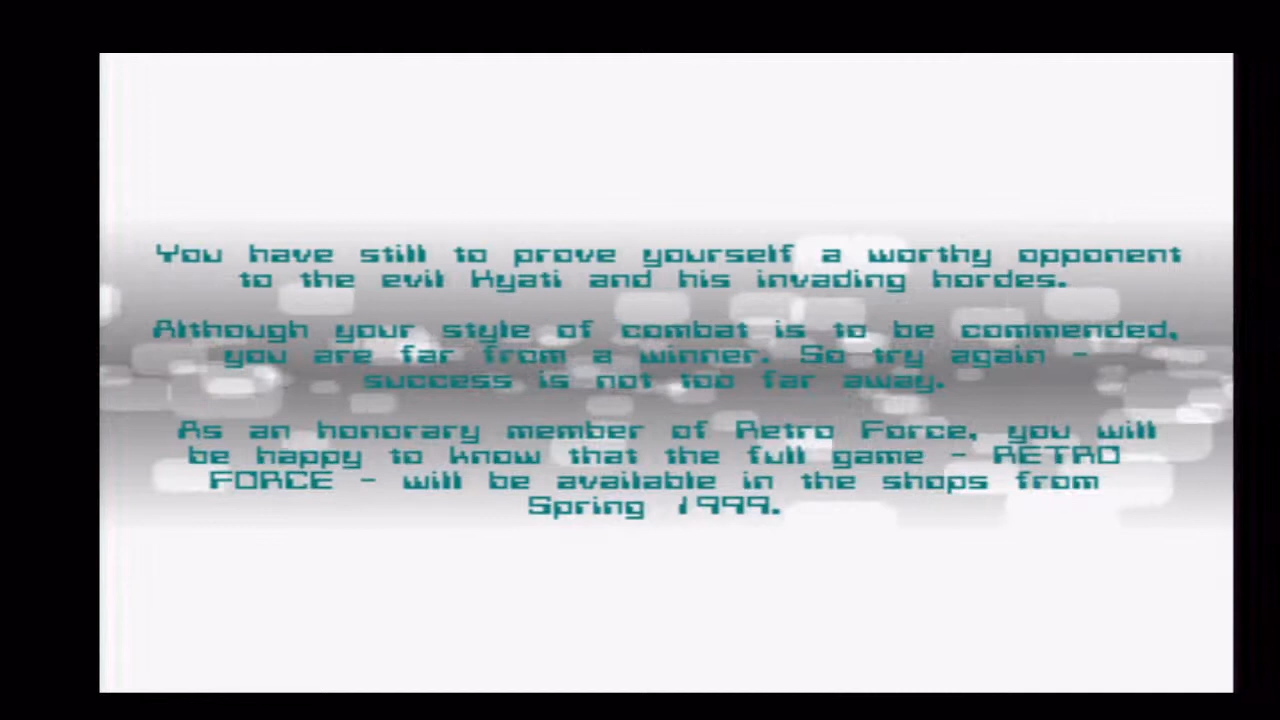 You have still to prove yourself a worthy opponent
to the evil Kyati and his invading hordes.
Although your style of combat is to be commended,
you are far from a winner. So try again -
success is not too far away.
As an honorary member of Retro Force, you will
be happy to know that the full game - RETRO
FORCE - will be available in the shops from
Spring 1999.